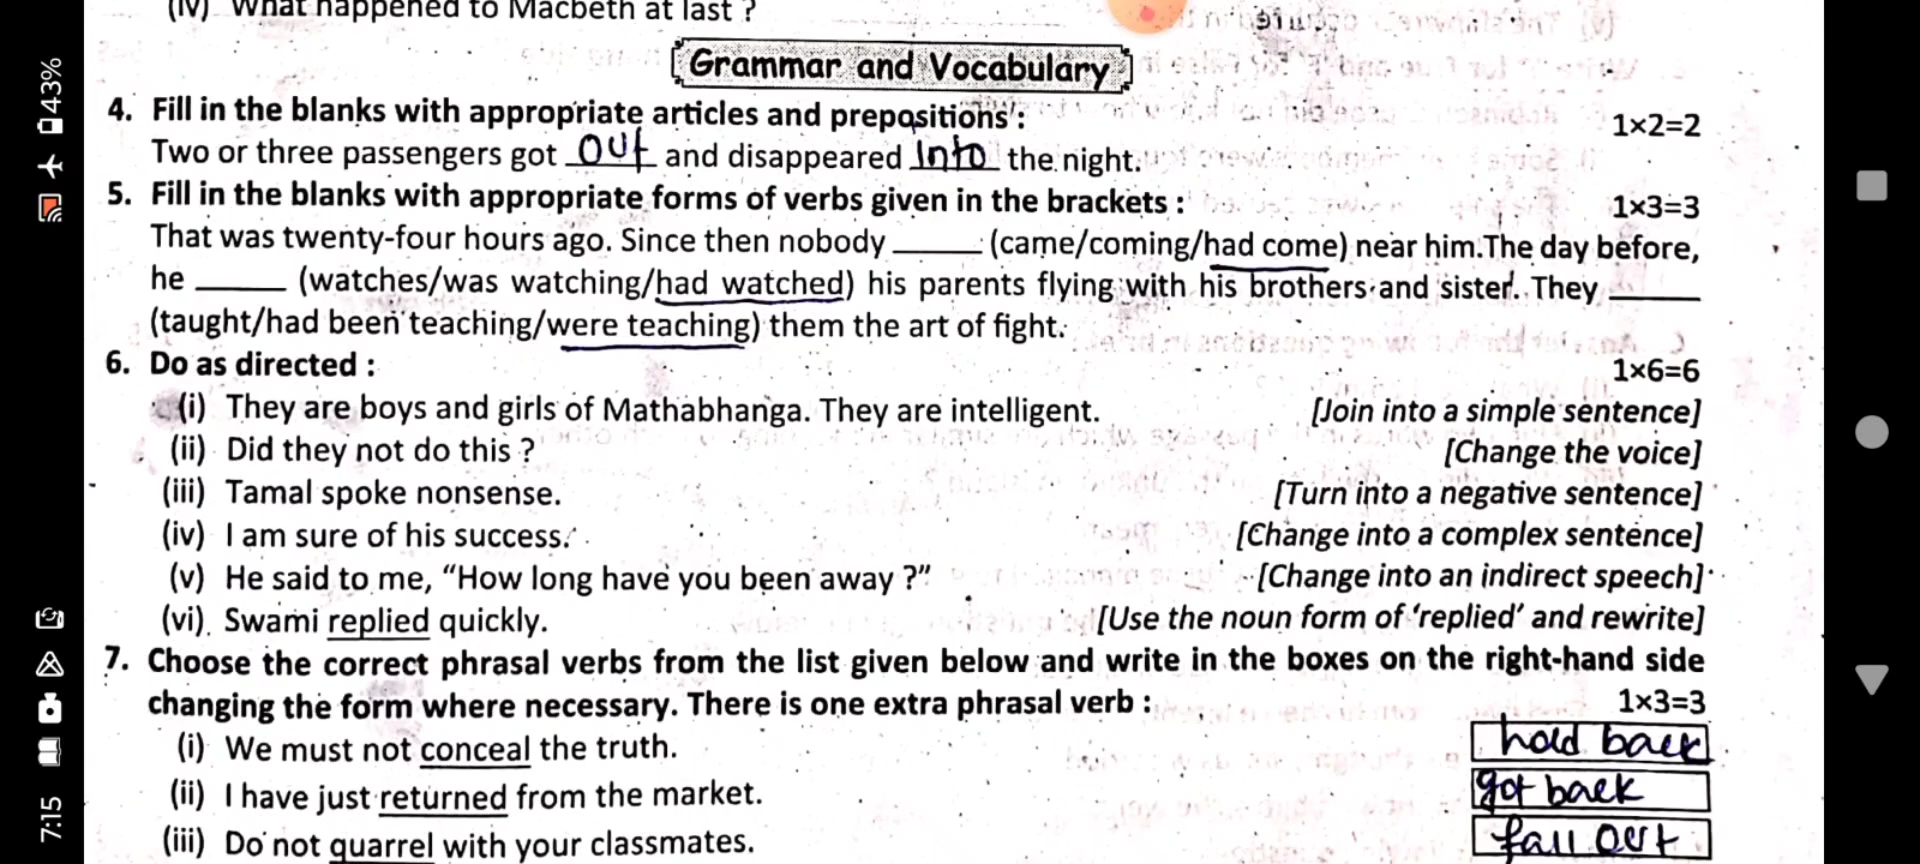 (iv) What happened to Macbeth at last ?
Grammar and Vocabulary
4. Fill in the blanks with appropriate articles and prepositions : 1×2=2
Two or three passengers got out and disappeared into the night.
5. Fill in the blanks with appropriate forms of verbs given in the brackets : 1×3=3
That was twenty-four hours ago. Since then nobody ______ (came/coming/had come) near him.The day before,
he ______ (watches/was watching/had watched) his parents flying with his brothers and sister. They ______
(taught/had been teaching/were teaching) them the art of fight.
6. Do as directed : 1×6=6
(i) They are boys and girls of Mathabhanga. They are intelligent. [Join into a simple sentence]
(ii) Did they not do this ? [Change the voice]
(iii) Tamal spoke nonsense. [Turn into a negative sentence]
(iv) I am sure of his success. [Change into a complex sentence]
(v) He said to me, “How long have you been away ?” [Change into an indirect speech]
(vi) Swami replied quickly. [Use the noun form of ‘replied’ and rewrite]
7. Choose the correct phrasal verbs from the list given below and write in the boxes on the right-hand side
changing the form where necessary. There is one extra phrasal verb : 1×3=3
(i) We must not conceal the truth. hold back
(ii) I have just returned from the market. got back
(iii) Do not quarrel with your classmates. fall out
43%
7:15